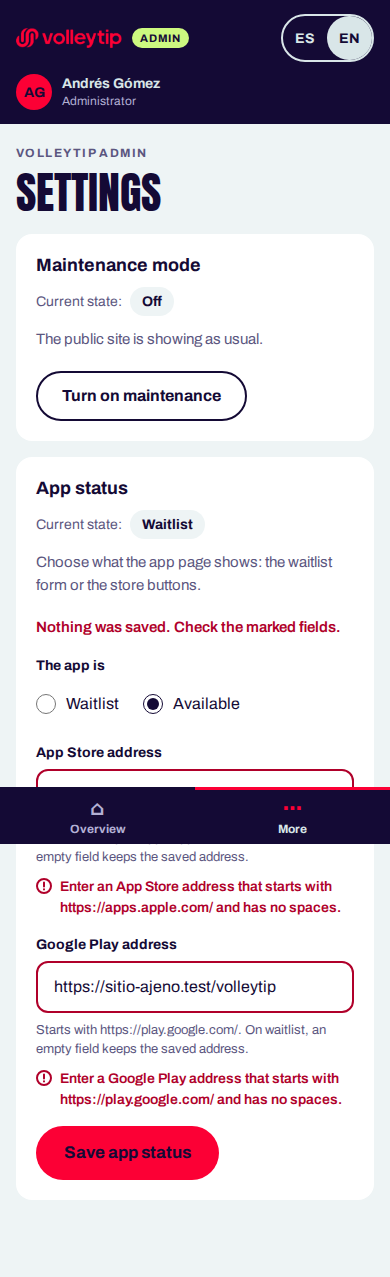 volleytip ADMIN ES EN
AG Andrés Gómez
Administrator
VOLLEYTIP ADMIN
SETTINGS
Maintenance mode
Current state: Off
The public site is showing as usual.
Turn on maintenance
App status
Current state: Waitlist
Choose what the app page shows: the waitlist
form or the store buttons.
Nothing was saved. Check the marked fields.
The app is
Waitlist Available
App Store address
Overview More
empty field keeps the saved address.
Enter an App Store address that starts with
https://apps.apple.com/ and has no spaces.
Google Play address
https://sitio-ajeno.test/volleytip
Starts with https://play.google.com/. On waitlist, an
empty field keeps the saved address.
Enter a Google Play address that starts with
https://play.google.com/ and has no spaces.
Save app status